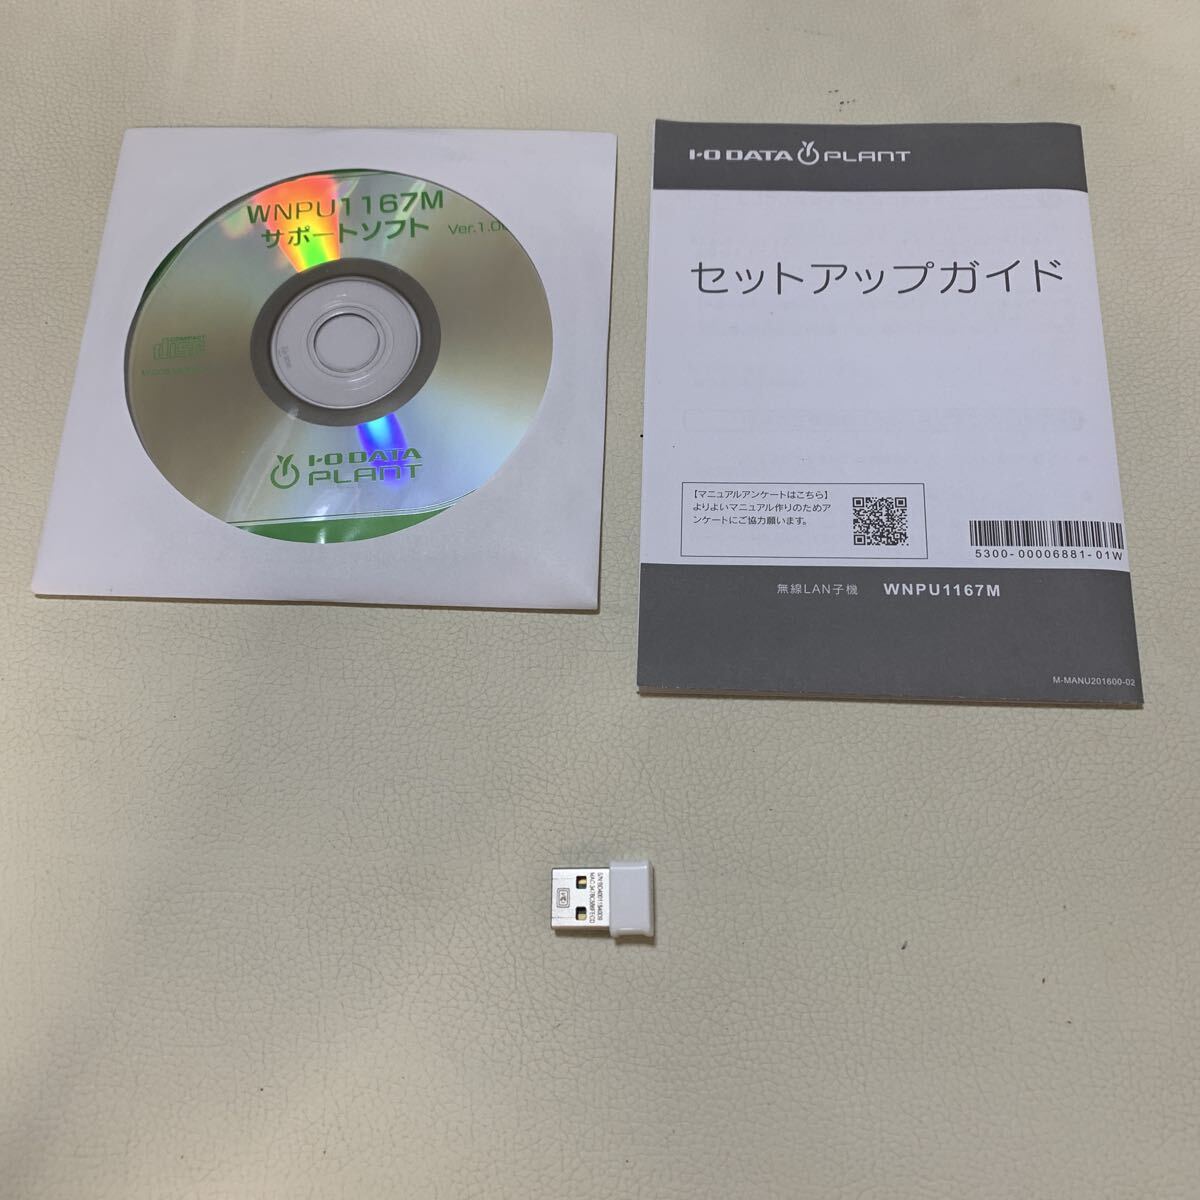 WNPU1167M
サポートソフト Ver.1.00
COMPACT
disc
I-O DATA
PLANT
I-O DATA PLANT
セットアップガイド
【マニュアルアンケートはこちら】
よりよいマニュアル作りのためア
ンケートにご協力願います。
5300-00006881-01W
無線LAN子機 WNPU1167M
M-MANU201600-02